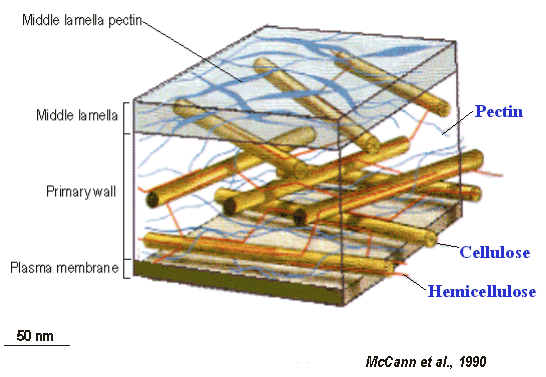 Middle lamella pectin
Middle lamella
Pectin
Primary wall
Cellulose
Plasma membrane
Hemicellulose
50 nm
McCann et al., 1990